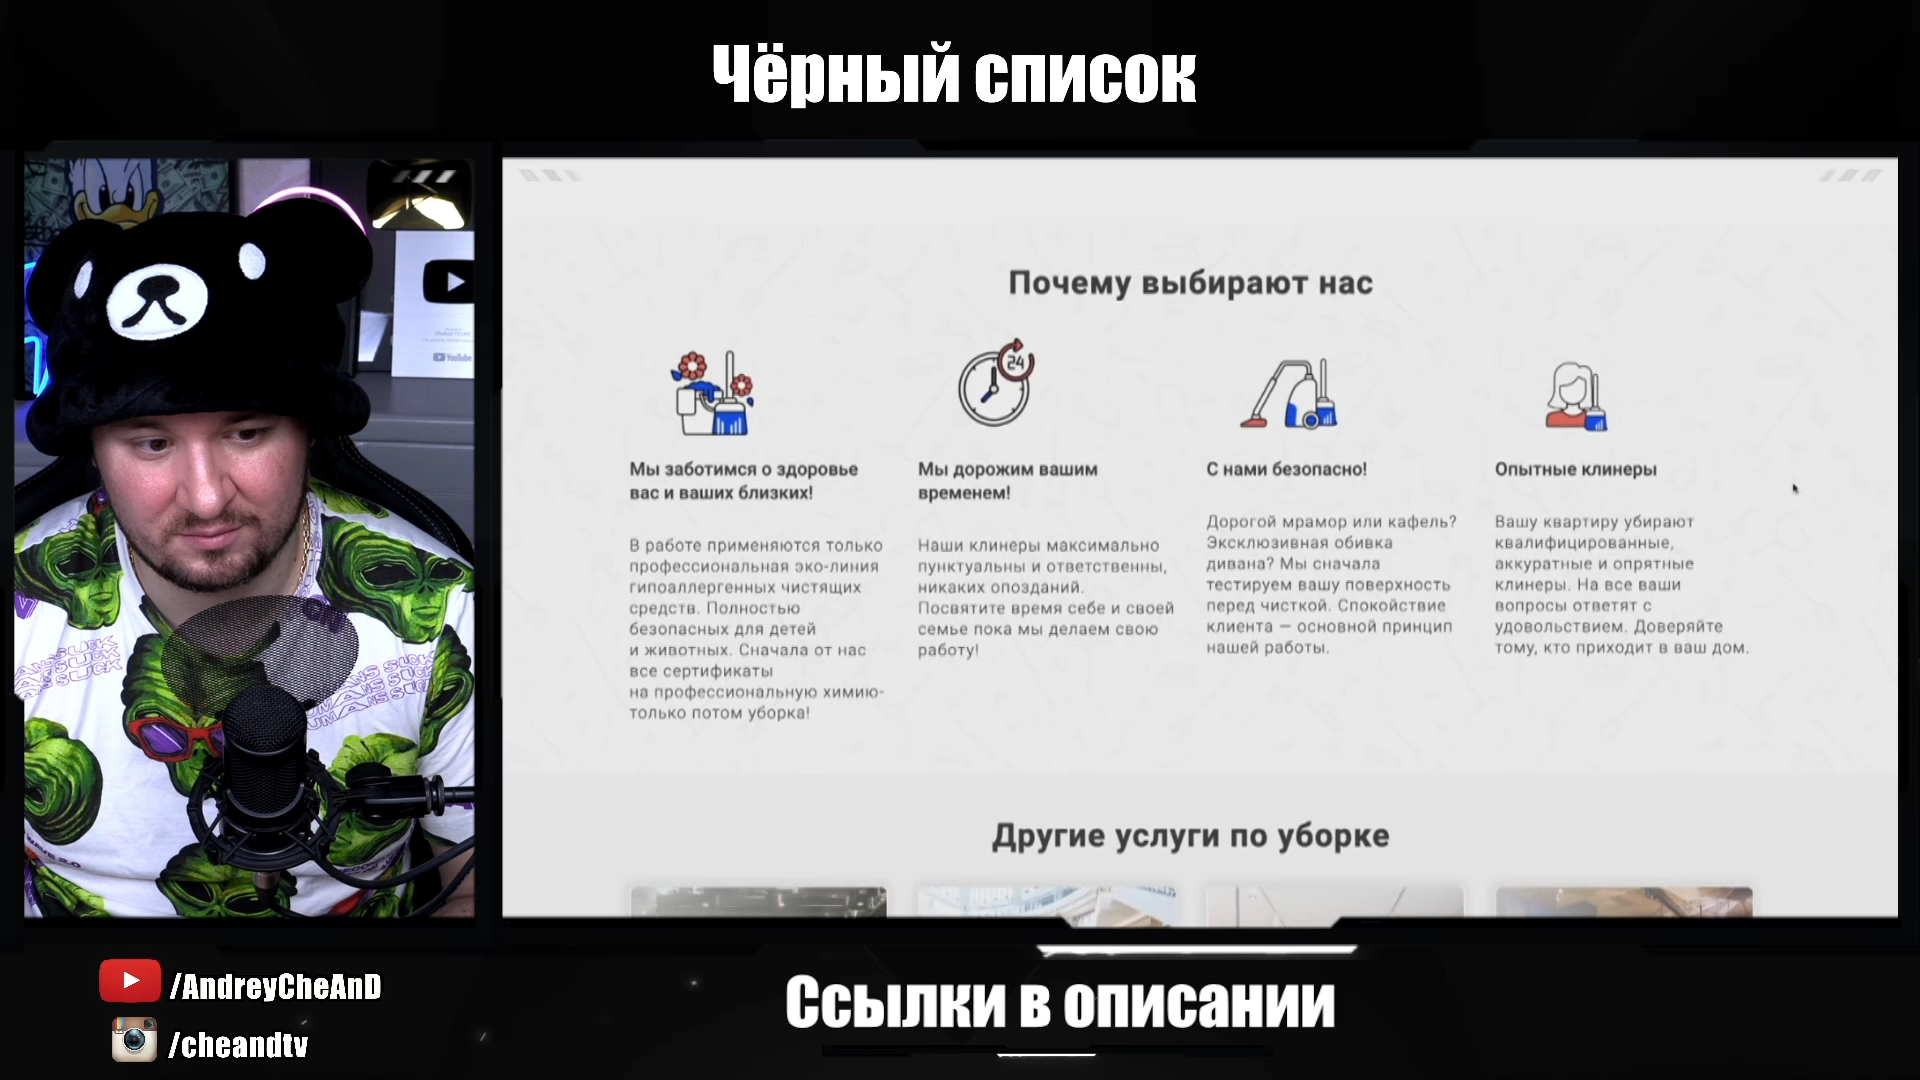 Чёрный список
YouTube
Почему выбирают нас
24
Мы заботимся о здоровье
вас и ваших близких!
В работе применяются только
профессиональная эко-линия
гипоаллергенных чистящих
средств. Полностью
безопасных для детей
и животных. Сначала от нас
все сертификаты
на профессиональную химию-
только потом уборка!
Мы дорожим вашим
временем!
Наши клинеры максимально
пунктуальны и ответственны,
никаких опозданий.
Посвятите время себе и своей
семье пока мы делаем свою
работу!
С нами безопасно!
Дорогой мрамор или кафель?
Эксклюзивная обивка
дивана? Мы сначала
тестируем вашу поверхность
перед чисткой. Спокойствие
клиента — основной принцип
нашей работы.
Опытные клинеры
Вашу квартиру убирают
квалифицированные,
аккуратные и опрятные
клинеры. На все ваши
вопросы ответят с
удовольствием. Доверяйте
тому, кто приходит в ваш дом.
Другие услуги по уборке
/AndreyCheAnD
/cheandtv
Ссылки в описании